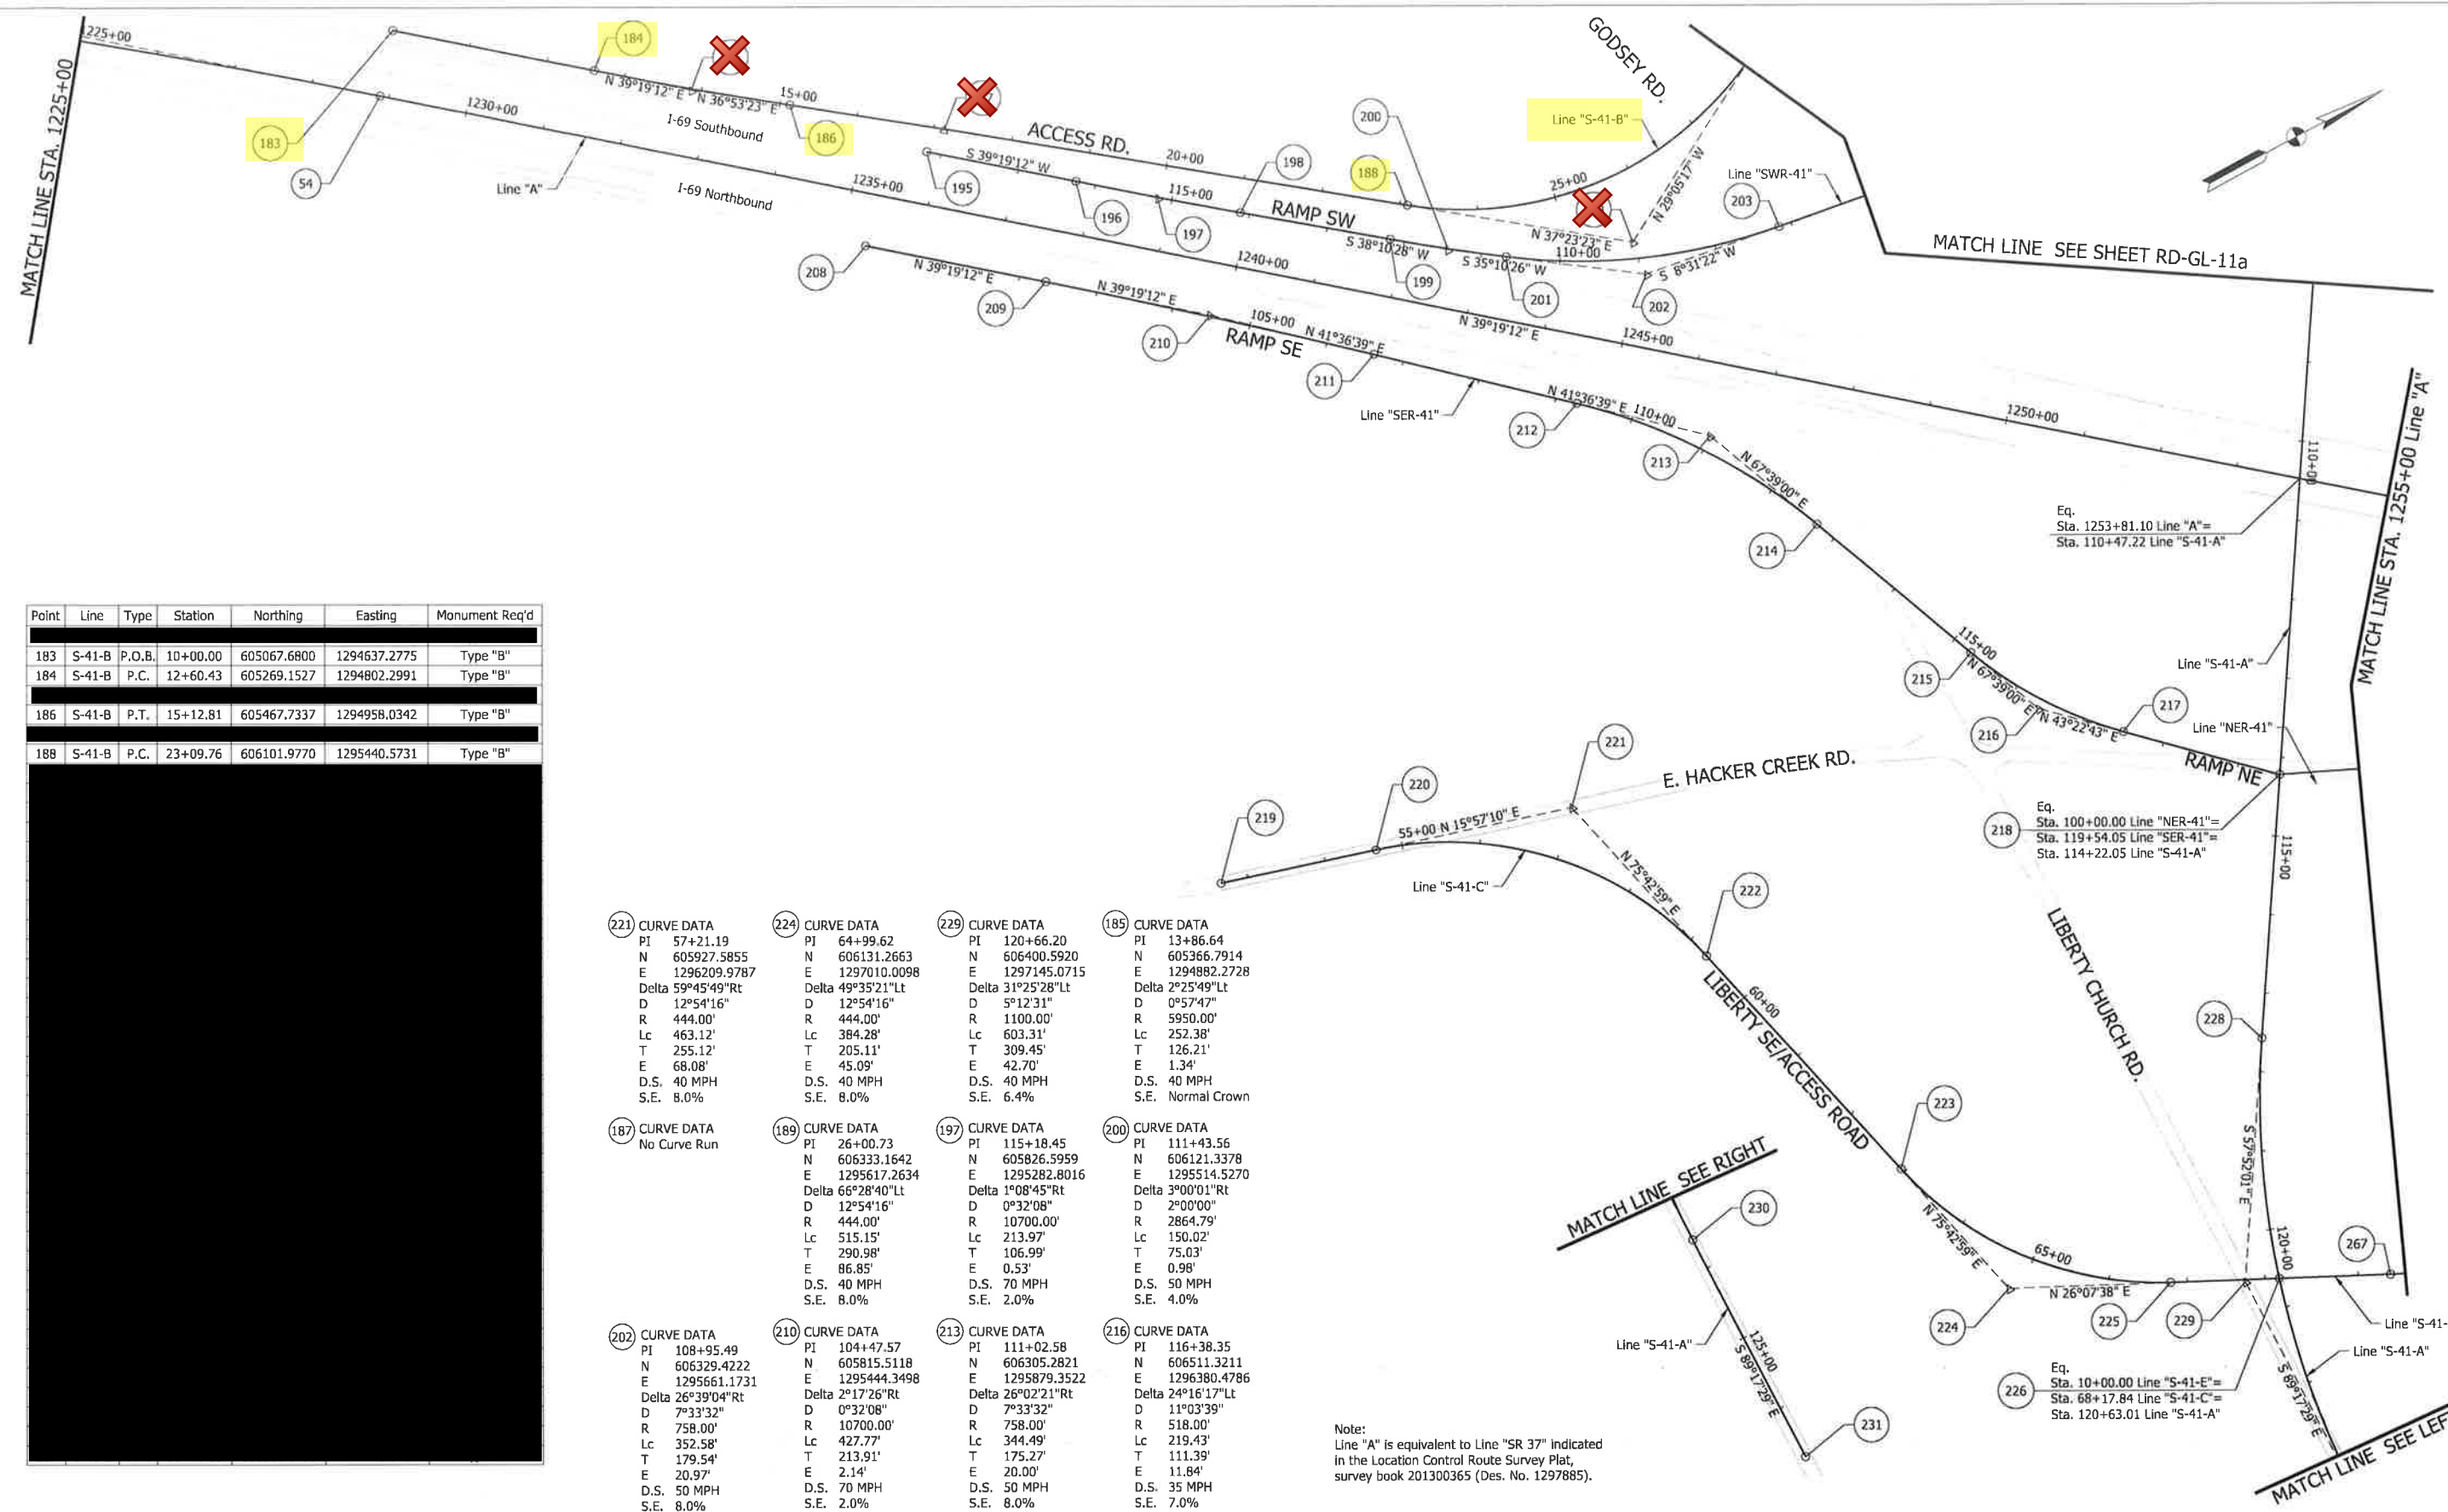 1225+00
MATCH LINE STA. 1225+00
183
54
184
N 39°19'12" E
N 36°53'23" E
15+00
186
1230+00
I-69 Southbound
Line "A"
I-69 Northbound
1235+00
ACCESS RD.
S 39°19'12" W
195
196
197
20+00
198
115+00
RAMP SW
188
200
S 38°10'28" W
199
GODSEY RD.
Line "S-41-B"
25+00
N 29°05'17" W
N 37°23'23" E
110+00
S 35°10'26" W
201
S 8°31'22" W
202
Line "SWR-41"
203
MATCH LINE SEE SHEET RD-GL-11a
208
N 39°19'12" E
209
N 39°19'12" E
210
105+00
N 41°36'39" E
RAMP SE
211
1240+00
N 39°19'12" E
1245+00
Line "SER-41"
N 41°36'39" E
110+00
212
213
N 67°39'00" E
214
1250+00
110+00
MATCH LINE STA. 1255+00 Line "A"
Eq.
Sta. 1253+81.10 Line "A"=
Sta. 110+47.22 Line "S-41-A"
115+00
215
N 67°39'00" E
216
N 43°22'43" E
217
Line "S-41-A"
Line "NER-41"
RAMP NE
Eq.
218
Sta. 100+00.00 Line "NER-41"=
Sta. 119+54.05 Line "SER-41"=
Sta. 114+22.05 Line "S-41-A"
115+00
Point Line Type Station Northing Easting Monument Req'd
183 S-41-B P.O.B. 10+00.00 605067.6800 1294637.2775 Type "B"
184 S-41-B P.C. 12+60.43 605269.1527 1294802.2991 Type "B"
186 S-41-B P.T. 15+12.81 605467.7337 1294958.0342 Type "B"
188 S-41-B P.C. 23+09.76 606101.9770 1295440.5731 Type "B"
219
220
221
E. HACKER CREEK RD.
55+00 N 15°57'10" E
Line "S-41-C"
N 75°42'59" E
222
60+00
LIBERTY SE/ACCESS ROAD
LIBERTY CHURCH RD.
223
228
S 57°52'01" E
N 75°42'59" E
65+00
N 26°07'38" E
224
225
229
120+00
267
Line "S-41-
Line "S-41-A"
S 89°17'29" E
Eq.
226
Sta. 10+00.00 Line "S-41-E"=
Sta. 68+17.84 Line "S-41-C"=
Sta. 120+63.01 Line "S-41-A"
MATCH LINE SEE LEF
MATCH LINE SEE RIGHT
230
Line "S-41-A"
125+00
S 89°17'29" E
231
221 CURVE DATA
PI 57+21.19
N 605927.5855
E 1296209.9787
Delta 59°45'49"Rt
D 12°54'16"
R 444.00'
Lc 463.12'
T 255.12'
E 68.08'
D.S. 40 MPH
S.E. 8.0%
224 CURVE DATA
PI 64+99.62
N 606131.2663
E 1297010.0098
Delta 49°35'21"Lt
D 12°54'16"
R 444.00'
Lc 384.28'
T 205.11'
E 45.09'
D.S. 40 MPH
S.E. 8.0%
229 CURVE DATA
PI 120+66.20
N 606400.5920
E 1297145.0715
Delta 31°25'28"Lt
D 5°12'31"
R 1100.00'
Lc 603.31'
T 309.45'
E 42.70'
D.S. 40 MPH
S.E. 6.4%
185 CURVE DATA
PI 13+86.64
N 605366.7914
E 1294882.2728
Delta 2°25'49"Lt
D 0°57'47"
R 5950.00'
Lc 252.38'
T 126.21'
E 1.34'
D.S. 40 MPH
S.E. Normal Crown
187 CURVE DATA
No Curve Run
189 CURVE DATA
PI 26+00.73
N 606333.1642
E 1295617.2634
Delta 66°28'40"Lt
D 12°54'16"
R 444.00'
Lc 515.15'
T 290.98'
E 86.85'
D.S. 40 MPH
S.E. 8.0%
197 CURVE DATA
PI 115+18.45
N 605826.5959
E 1295282.8016
Delta 1°08'45"Rt
D 0°32'08"
R 10700.00'
Lc 213.97'
T 106.99'
E 0.53'
D.S. 70 MPH
S.E. 2.0%
200 CURVE DATA
PI 111+43.56
N 606121.3378
E 1295514.5270
Delta 3°00'01"Rt
D 2°00'00"
R 2864.79'
Lc 150.02'
T 75.03'
E 0.98'
D.S. 50 MPH
S.E. 4.0%
202 CURVE DATA
PI 108+95.49
N 606329.4222
E 1295661.1731
Delta 26°39'04"Rt
D 7°33'32"
R 758.00'
Lc 352.58'
T 179.54'
E 20.97'
D.S. 50 MPH
S.E. 8.0%
210 CURVE DATA
PI 104+47.57
N 605815.5118
E 1295444.3498
Delta 2°17'26"Rt
D 0°32'08"
R 10700.00'
Lc 427.77'
T 213.91'
E 2.14'
D.S. 70 MPH
S.E. 2.0%
213 CURVE DATA
PI 111+02.58
N 606305.2821
E 1295879.3522
Delta 26°02'21"Rt
D 7°33'32"
R 758.00'
Lc 344.49'
T 175.27'
E 20.00'
D.S. 50 MPH
S.E. 8.0%
216 CURVE DATA
PI 116+38.35
N 606511.3211
E 1296380.4786
Delta 24°16'17"Lt
D 11°03'39"
R 518.00'
Lc 219.43'
T 111.39'
E 11.84'
D.S. 35 MPH
S.E. 7.0%
Note:
Line "A" is equivalent to Line "SR 37" indicated
in the Location Control Route Survey Plat,
survey book 201300365 (Des. No. 1297885).